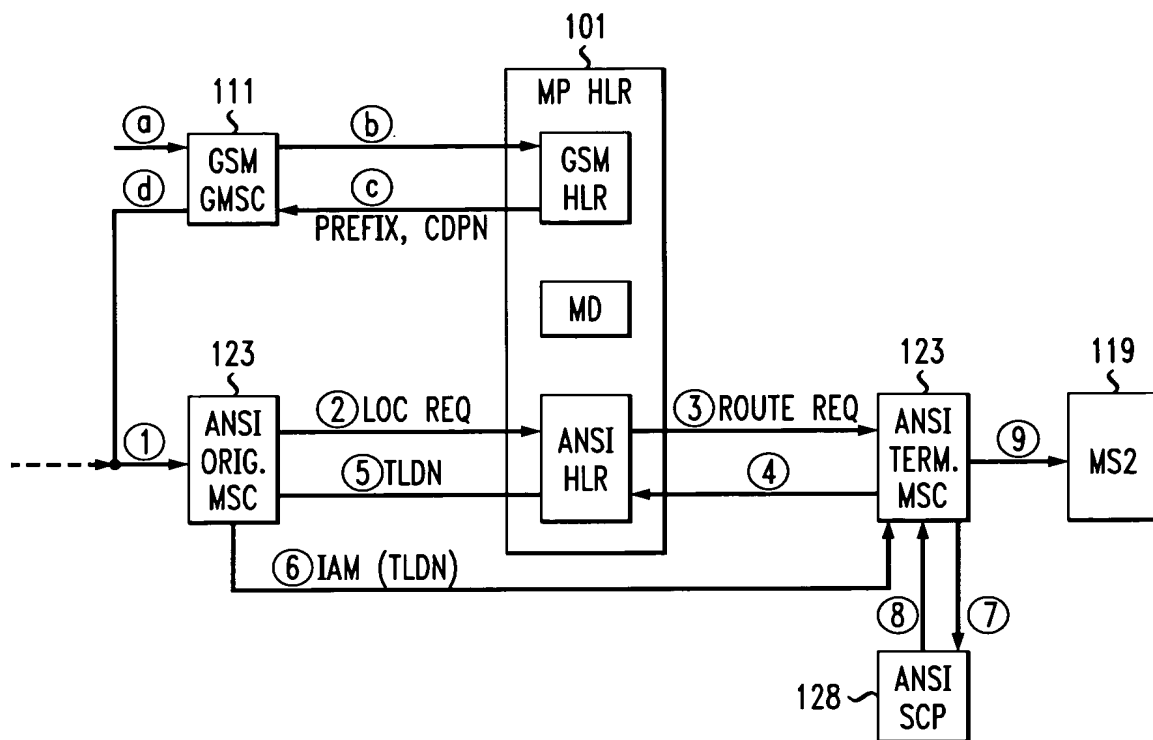 101
MP HLR
111
a
b
GSM
GMSC
GSM
HLR
d
c
PREFIX, CDPN
MD
123
123
119
1
ANSI
ORIG.
MSC
2 LOC REQ
ANSI
HLR
3 ROUTE REQ
ANSI
TERM.
MSC
9
MS2
5 TLDN
4
6 IAM (TLDN)
8
7
128
ANSI
SCP